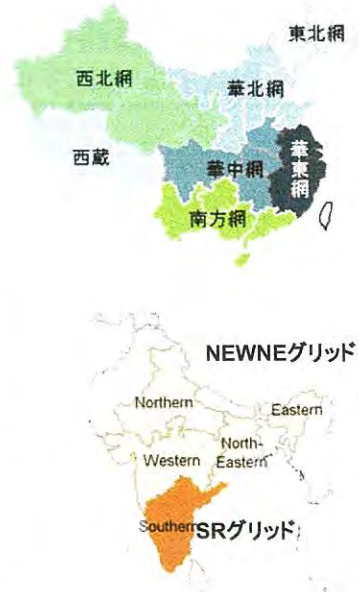 東北網
西北網
華北網
西蔵
華中網
華東網
南方網
NEWNEグリッド
Northern
Eastern
North-
Eastern
Western
Southern
SRグリッド